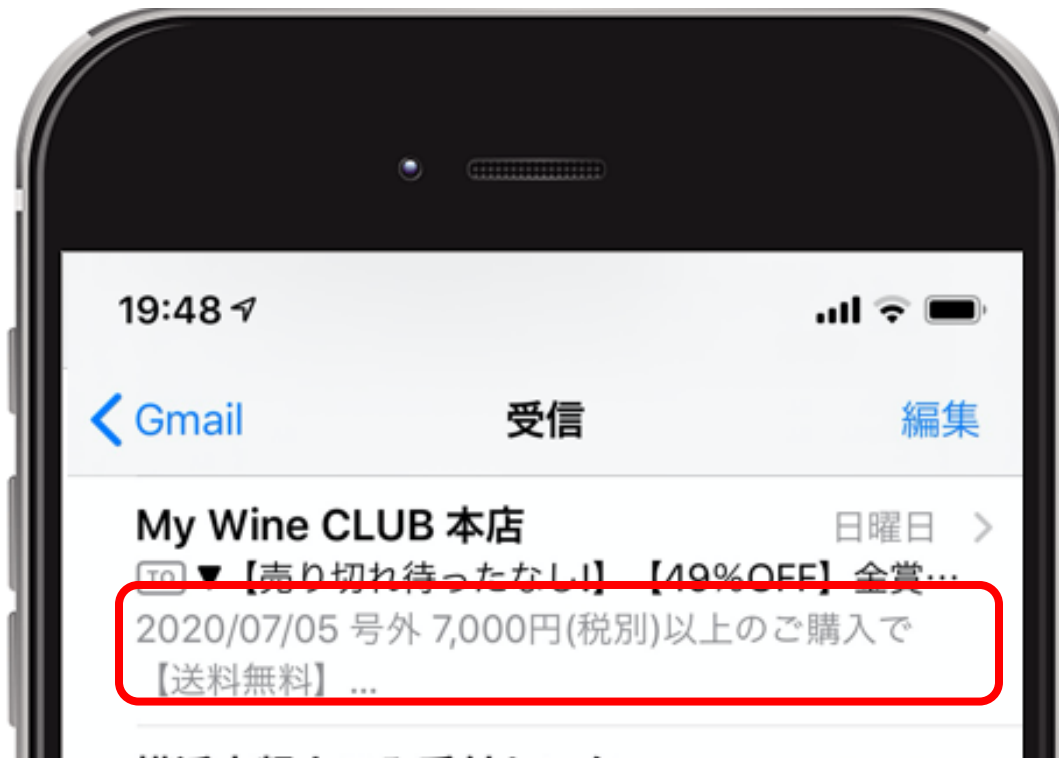 19:48
Gmail 受信 編集
My Wine CLUB 本店 日曜日
TO ▼【売り切れ待ったなし!】【49%OFF】金賞…
2020/07/05 号外 7,000円(税別)以上のご購入で
【送料無料】...